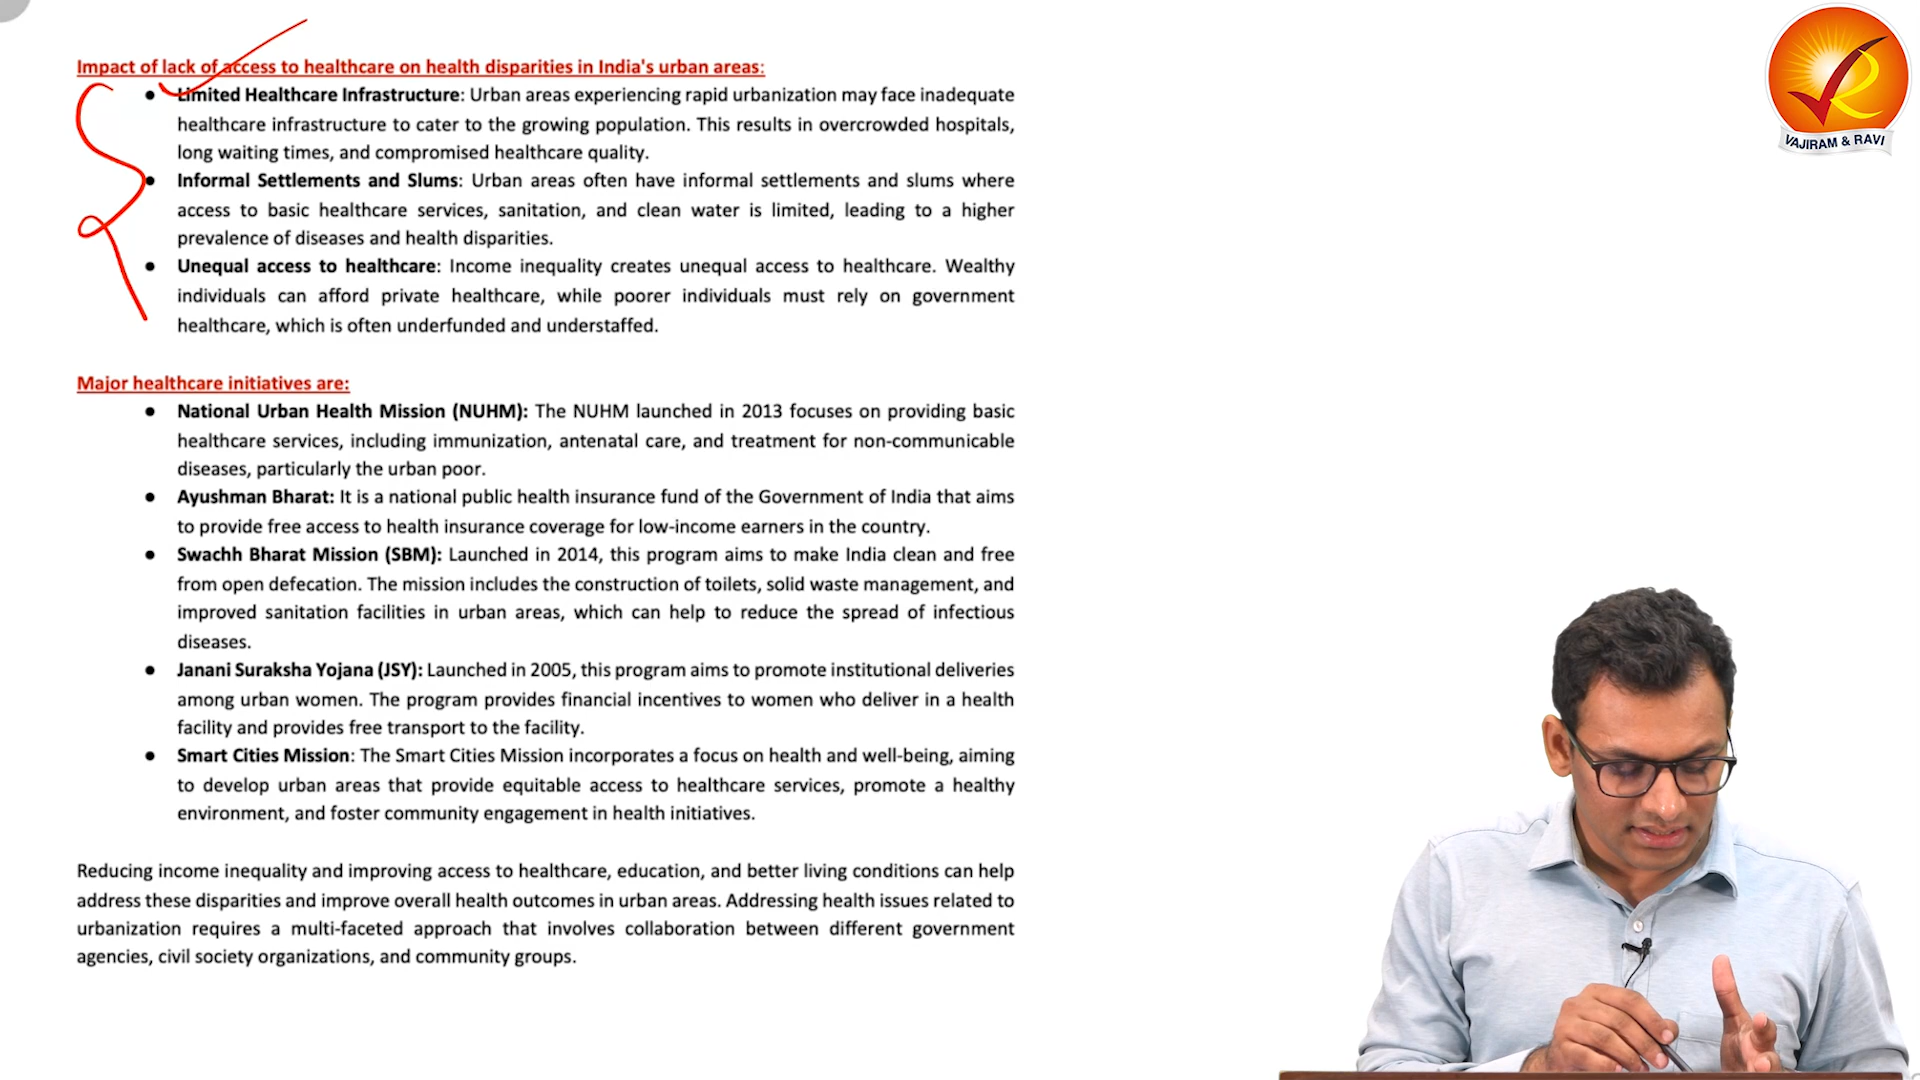 Impact of lack of access to healthcare on health disparities in India's urban areas:
● Limited Healthcare Infrastructure: Urban areas experiencing rapid urbanization may face inadequate
healthcare infrastructure to cater to the growing population. This results in overcrowded hospitals,
long waiting times, and compromised healthcare quality.
● Informal Settlements and Slums: Urban areas often have informal settlements and slums where
access to basic healthcare services, sanitation, and clean water is limited, leading to a higher
prevalence of diseases and health disparities.
● Unequal access to healthcare: Income inequality creates unequal access to healthcare. Wealthy
individuals can afford private healthcare, while poorer individuals must rely on government
healthcare, which is often underfunded and understaffed.
Major healthcare initiatives are:
● National Urban Health Mission (NUHM): The NUHM launched in 2013 focuses on providing basic
healthcare services, including immunization, antenatal care, and treatment for non-communicable
diseases, particularly the urban poor.
● Ayushman Bharat: It is a national public health insurance fund of the Government of India that aims
to provide free access to health insurance coverage for low-income earners in the country.
● Swachh Bharat Mission (SBM): Launched in 2014, this program aims to make India clean and free
from open defecation. The mission includes the construction of toilets, solid waste management, and
improved sanitation facilities in urban areas, which can help to reduce the spread of infectious
diseases.
● Janani Suraksha Yojana (JSY): Launched in 2005, this program aims to promote institutional deliveries
among urban women. The program provides financial incentives to women who deliver in a health
facility and provides free transport to the facility.
● Smart Cities Mission: The Smart Cities Mission incorporates a focus on health and well-being, aiming
to develop urban areas that provide equitable access to healthcare services, promote a healthy
environment, and foster community engagement in health initiatives.
Reducing income inequality and improving access to healthcare, education, and better living conditions can help
address these disparities and improve overall health outcomes in urban areas. Addressing health issues related to
urbanization requires a multi-faceted approach that involves collaboration between different government
agencies, civil society organizations, and community groups.
VAJIRAM & RAVI